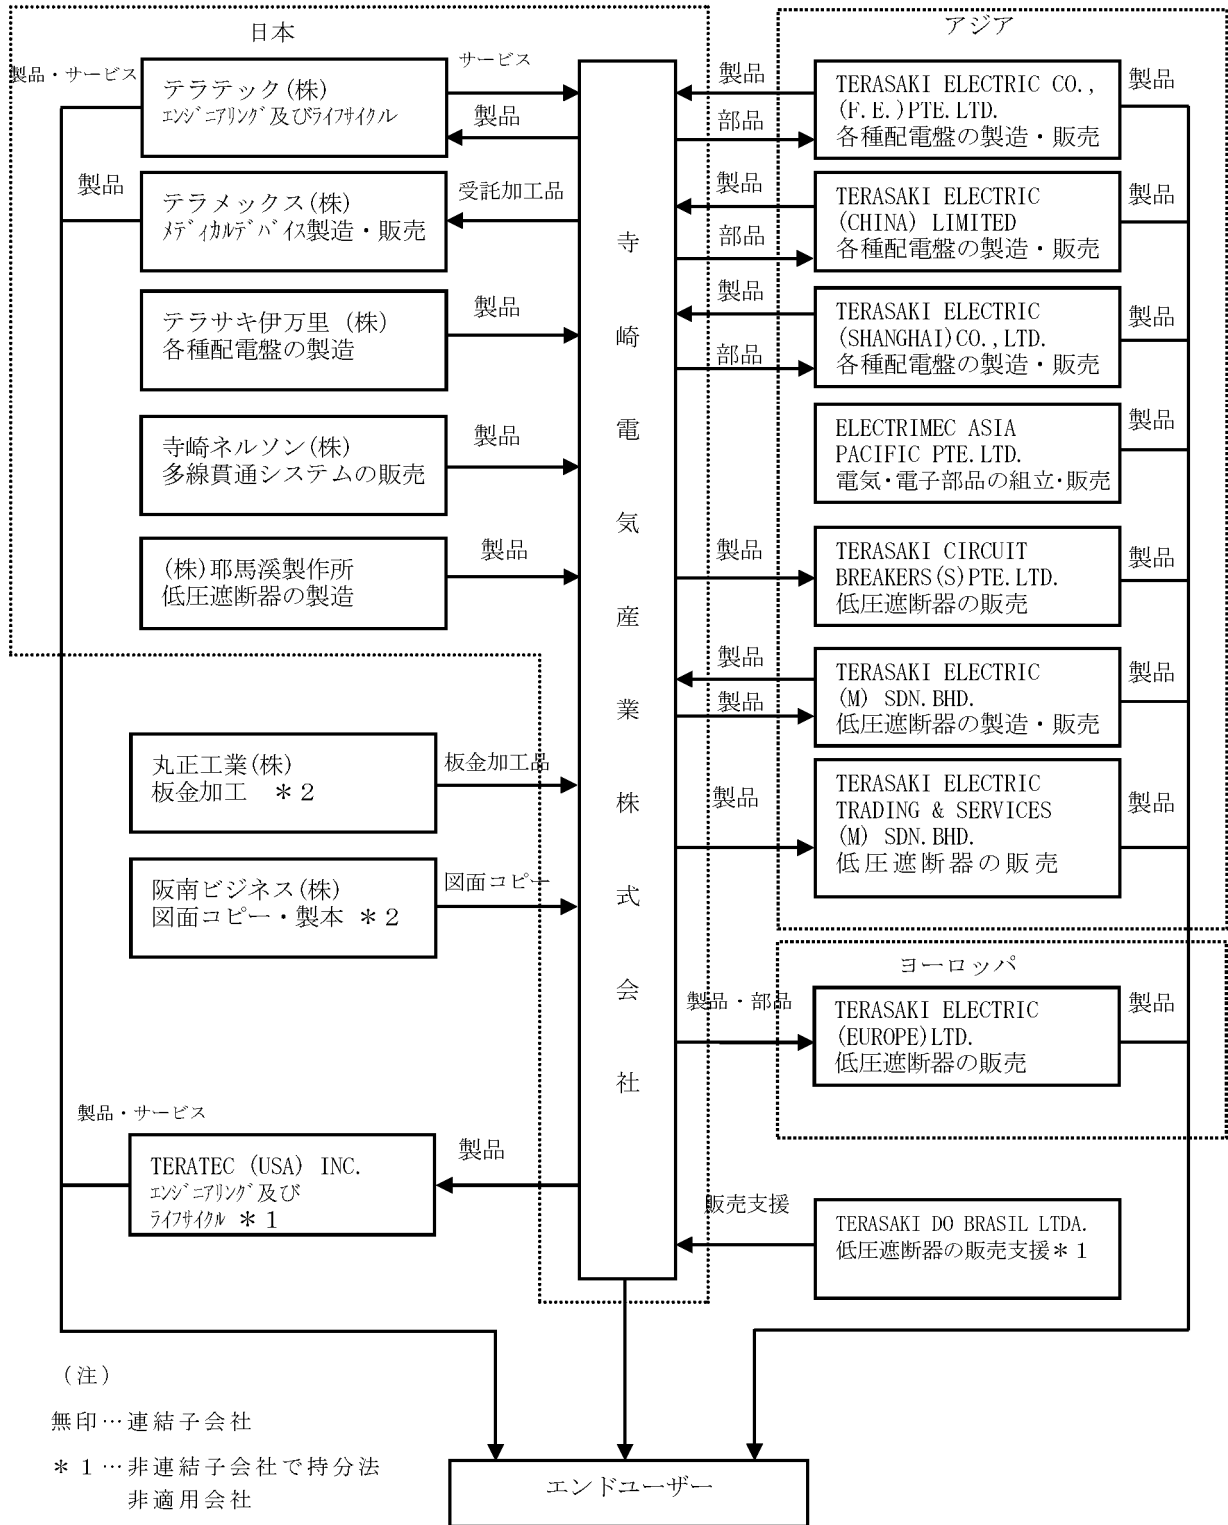 日本
製品・サービス
テラテック(株)
エンジニアリング及びライフサイクル
サービス
製品
製品
テラメックス(株)
メディカルデバイス製造・販売
受託加工品
テラサキ伊万里 (株)
各種配電盤の製造
製品
寺崎ネルソン(株)
多線貫通システムの販売
製品
(株)耶馬溪製作所
低圧遮断器の製造
製品
丸正工業(株)
板金加工 *2
板金加工品
阪南ビジネス(株)
図面コピー・製本 *2
図面コピー
製品・サービス
TERATEC (USA) INC.
エンジニアリング及び
ライフサイクル *1
製品
寺崎電気産業株式会社
アジア
製品
部品
TERASAKI ELECTRIC CO.,
(F.E.)PTE.LTD.
各種配電盤の製造・販売
製品
製品
部品
TERASAKI ELECTRIC
(CHINA) LIMITED
各種配電盤の製造・販売
製品
製品
部品
TERASAKI ELECTRIC
(SHANGHAI)CO.,LTD.
各種配電盤の製造・販売
製品
ELECTRIMEC ASIA
PACIFIC PTE.LTD.
電気・電子部品の組立・販売
製品
製品
TERASAKI CIRCUIT
BREAKERS(S)PTE.LTD.
低圧遮断器の販売
製品
製品
製品
TERASAKI ELECTRIC
(M) SDN.BHD.
低圧遮断器の製造・販売
製品
製品
TERASAKI ELECTRIC
TRADING & SERVICES
(M) SDN.BHD.
低圧遮断器の販売
製品
ヨーロッパ
製品・部品
TERASAKI ELECTRIC
(EUROPE)LTD.
低圧遮断器の販売
製品
販売支援
TERASAKI DO BRASIL LTDA.
低圧遮断器の販売支援*1
エンドユーザー
(注)
無印…連結子会社
*1…非連結子会社で持分法
非適用会社